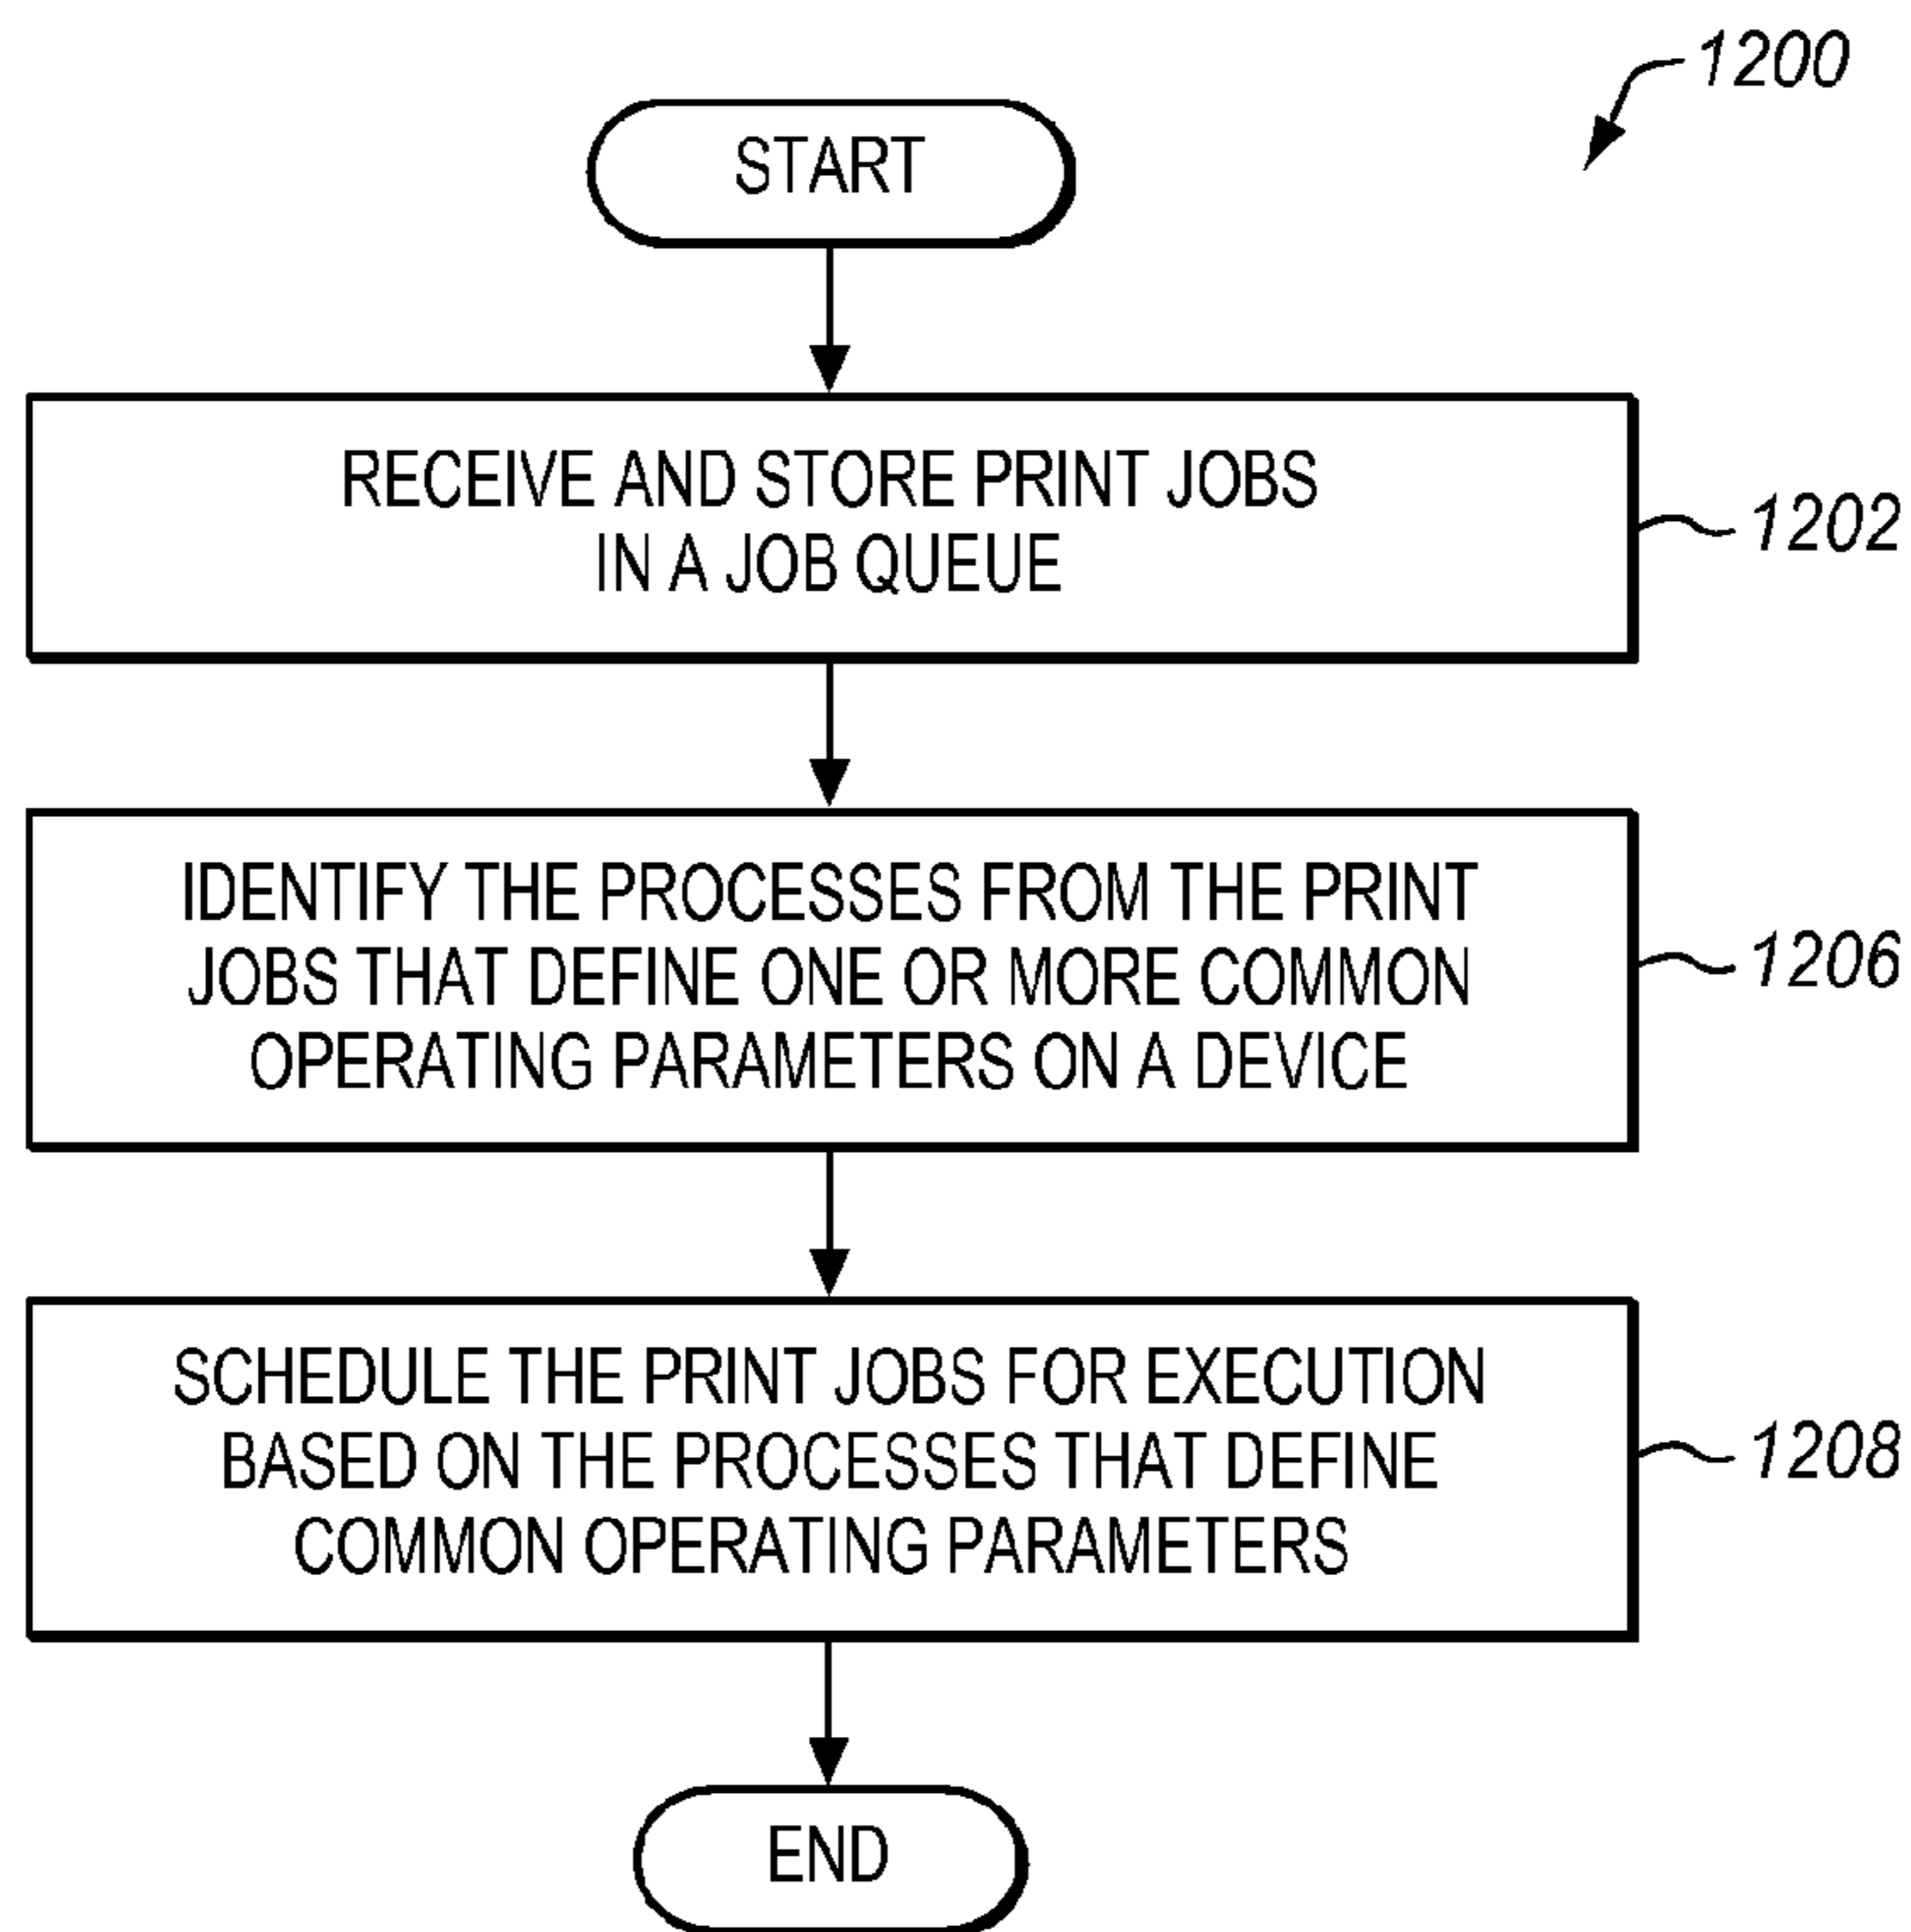 1200
START
RECEIVE AND STORE PRINT JOBS
IN A JOB QUEUE
1202
IDENTIFY THE PROCESSES FROM THE PRINT
JOBS THAT DEFINE ONE OR MORE COMMON
OPERATING PARAMETERS ON A DEVICE
1206
SCHEDULE THE PRINT JOBS FOR EXECUTION
BASED ON THE PROCESSES THAT DEFINE
COMMON OPERATING PARAMETERS
1208
END